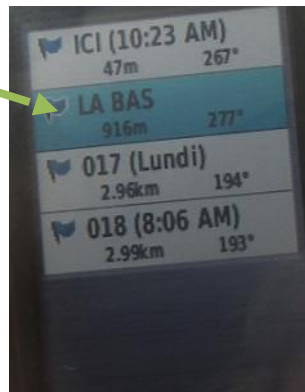 ICI (10:23 AM)
47m 267°
LA BAS
916m 277°
017 (Lundi)
2.96km 194°
018 (8:06 AM)
2.99km 193°